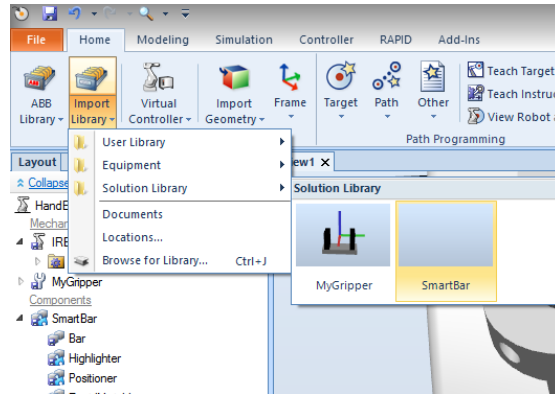 File Home Modeling Simulation Controller RAPID Add-Ins
ABB Library
Import Library
Virtual Controller
Import Geometry
Frame
Target
Path
Other
Teach Target
Teach Instruc
View Robot a
Path Programming
Layout
ew1
Collapse
User Library
Equipment
Solution Library
Documents
Locations...
Browse for Library... Ctrl+J
Solution Library
MyGripper
SmartBar
HandB
Mechan
IRB
MyGripper
Components
SmartBar
Bar
Highlighter
Positioner